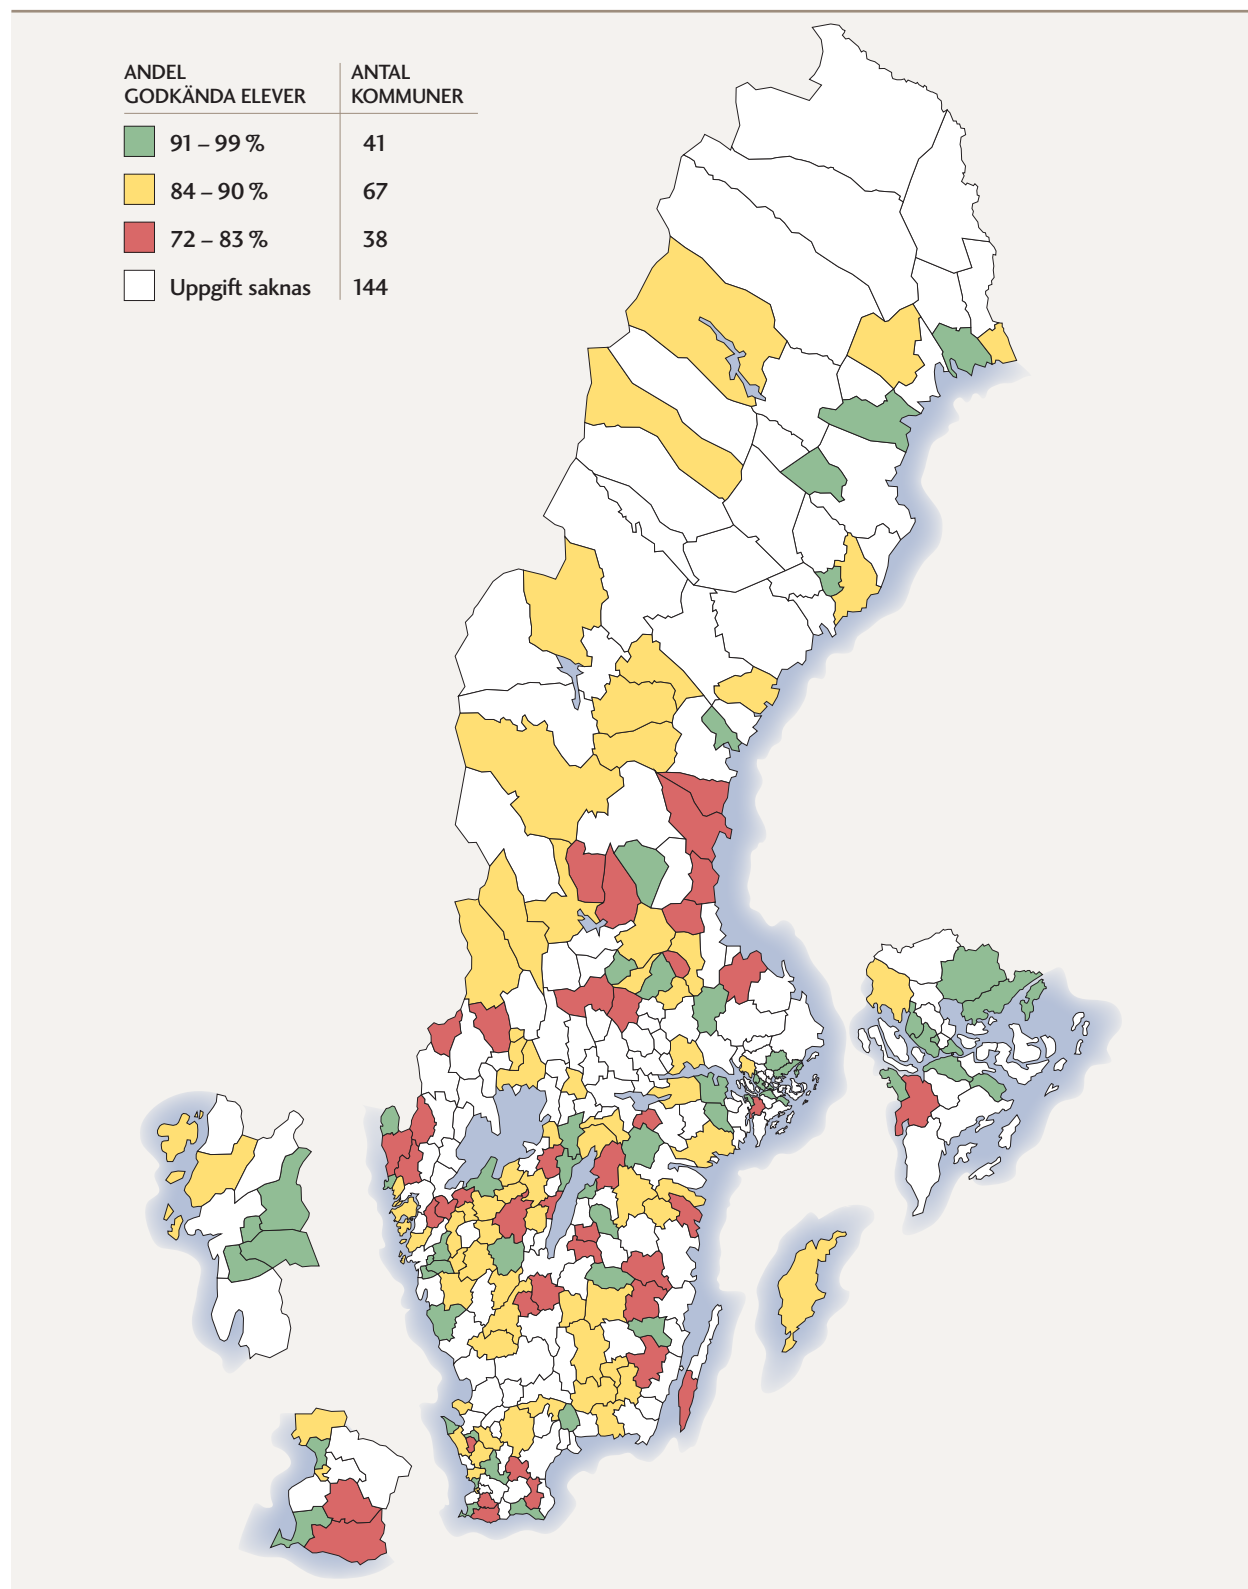 ANDEL
GODKÄNDA ELEVER
ANTAL
KOMMUNER
91 – 99 % 41
84 – 90 % 67
72 – 83 % 38
Uppgift saknas 144